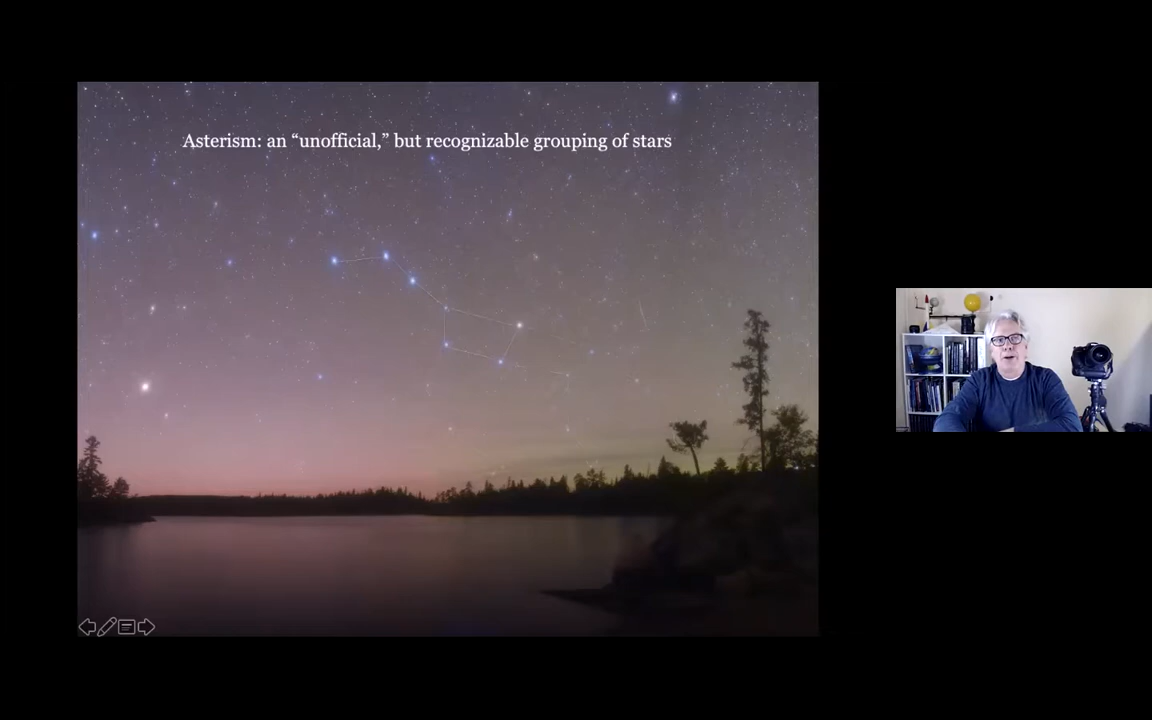 Asterism: an “unofficial,” but recognizable grouping of stars